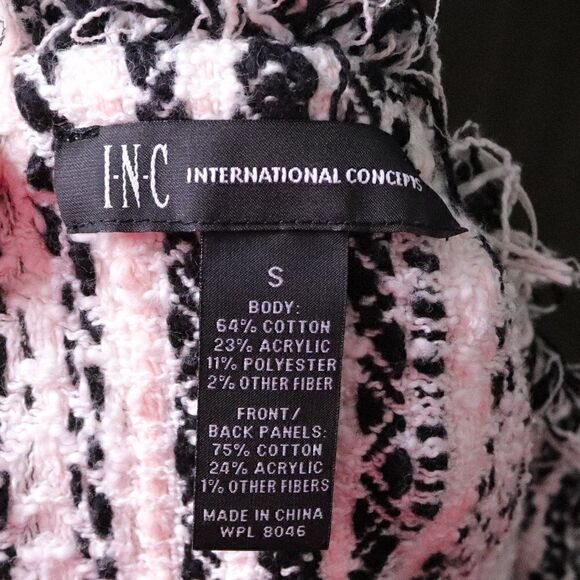 I-N-C INTERNATIONAL CONCEPTS
S
BODY:
64% COTTON
23% ACRYLIC
11% POLYESTER
2% OTHER FIBER
FRONT/
BACK PANELS:
75% COTTON
24% ACRYLIC
1% OTHER FIBERS
MADE IN CHINA
WPL 8046